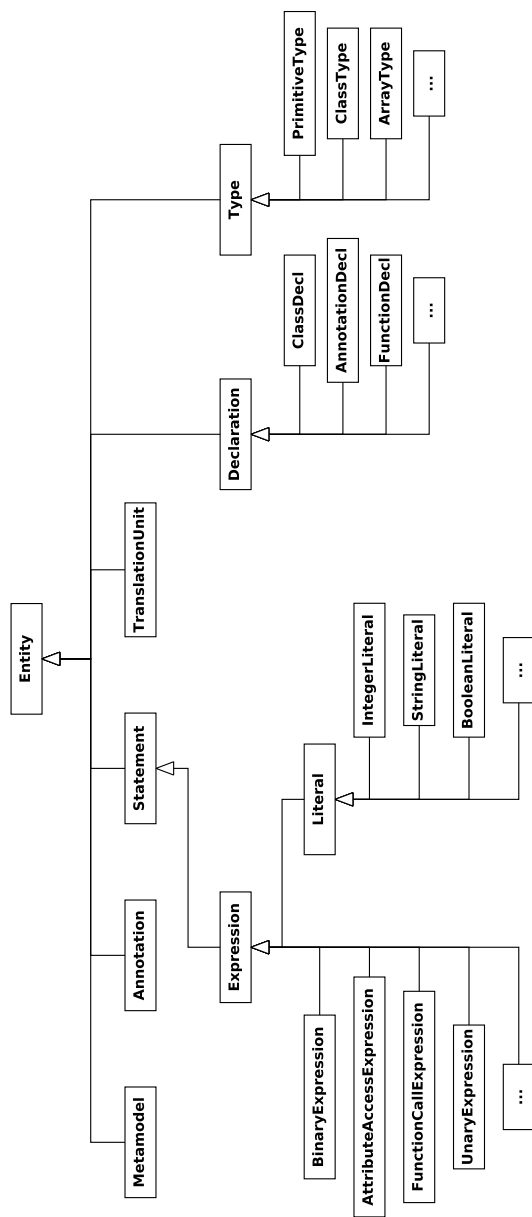 Entity
Metamodel
Annotation
Statement
TranslationUnit
Expression
Declaration
Type
BinaryExpression
AttributeAccessExpression
FunctionCallExpression
UnaryExpression
...
Literal
IntegerLiteral
StringLiteral
BooleanLiteral
...
ClassDecl
AnnotationDecl
FunctionDecl
...
PrimitiveType
ClassType
ArrayType
...